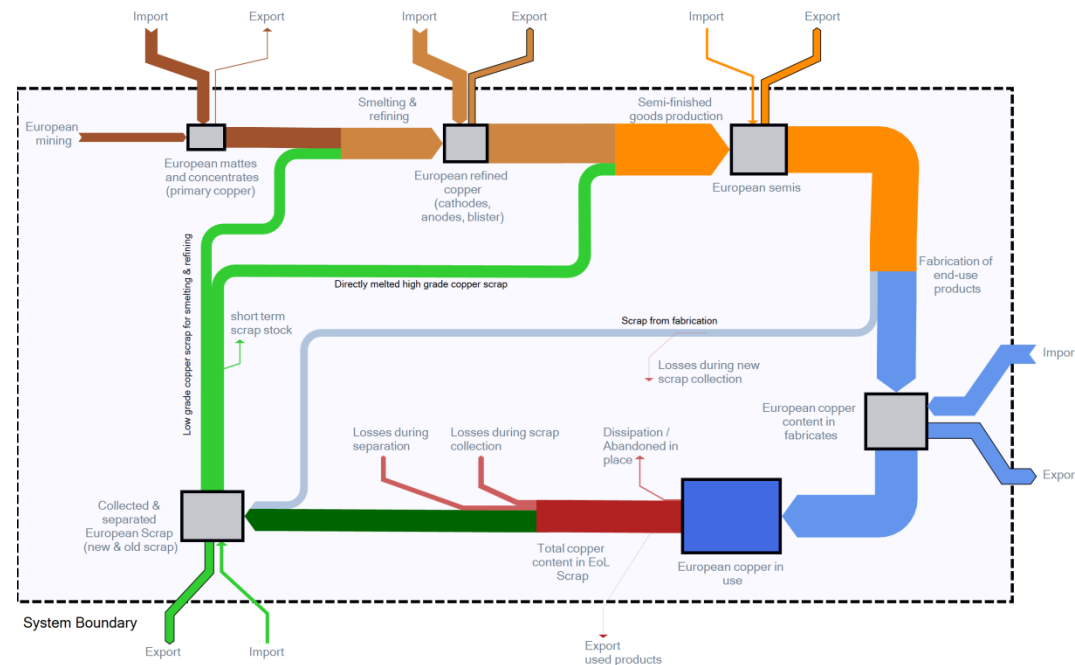 Import
Export
Import
Export
Import
Export
Smelting &
refining
Semi-finished
goods production
European
mining
European mattes
and concentrates
(primary copper)
European refined
copper
(cathodes,
anodes, blister)
European semis
Low grade copper scrap for smelting & refining
Directly melted high grade copper scrap
Fabrication of
end-use
products
short term
scrap stock
Scrap from fabrication
Losses during new
scrap collection
Impor
European copper
content in
fabricates
Losses during
separation
Losses during scrap
collection
Dissipation /
Abandoned in
place
Expor
Collected &
separated
European Scrap
(new & old scrap)
Total copper
content in EoL
Scrap
European copper in
use
System Boundary
Export
Import
Export
used products